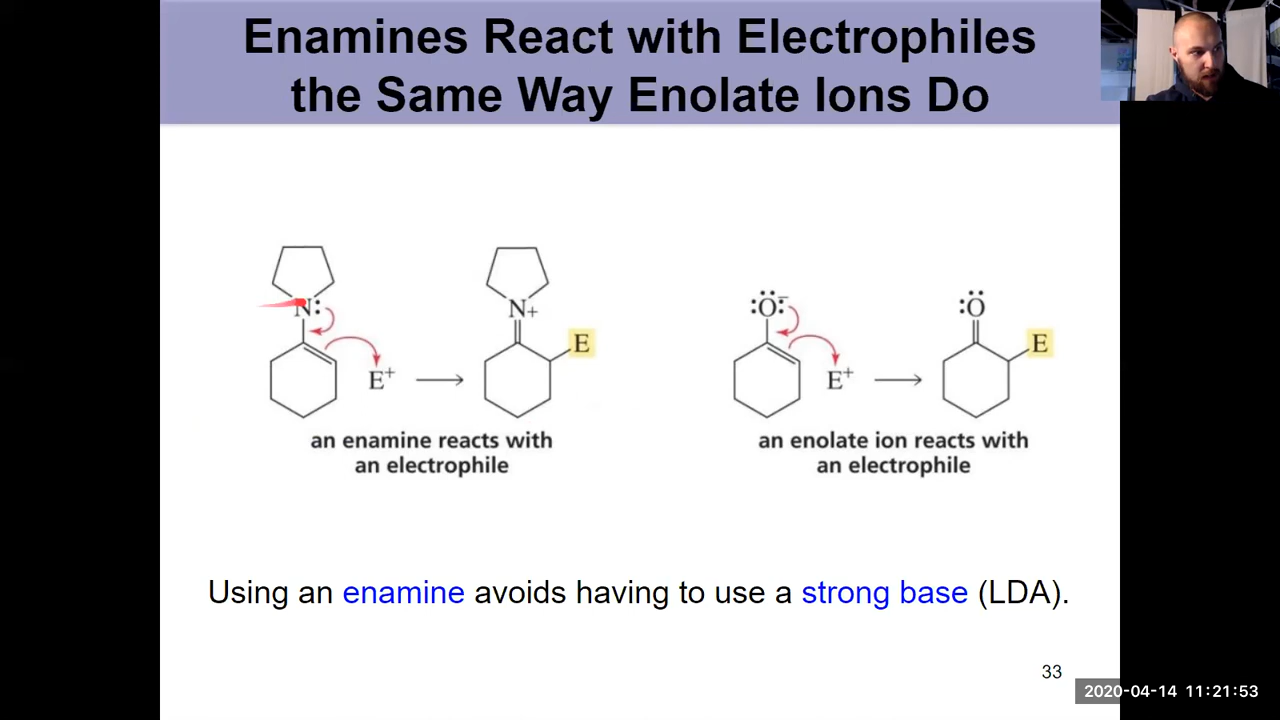 Enamines React with Electrophiles
the Same Way Enolate Ions Do
N:
E+
N+
E
an enamine reacts with
an electrophile
:Ö:−
E+
:Ö
E
an enolate ion reacts with
an electrophile
Using an enamine avoids having to use a strong base (LDA).
33
2020-04-14 11:21:53